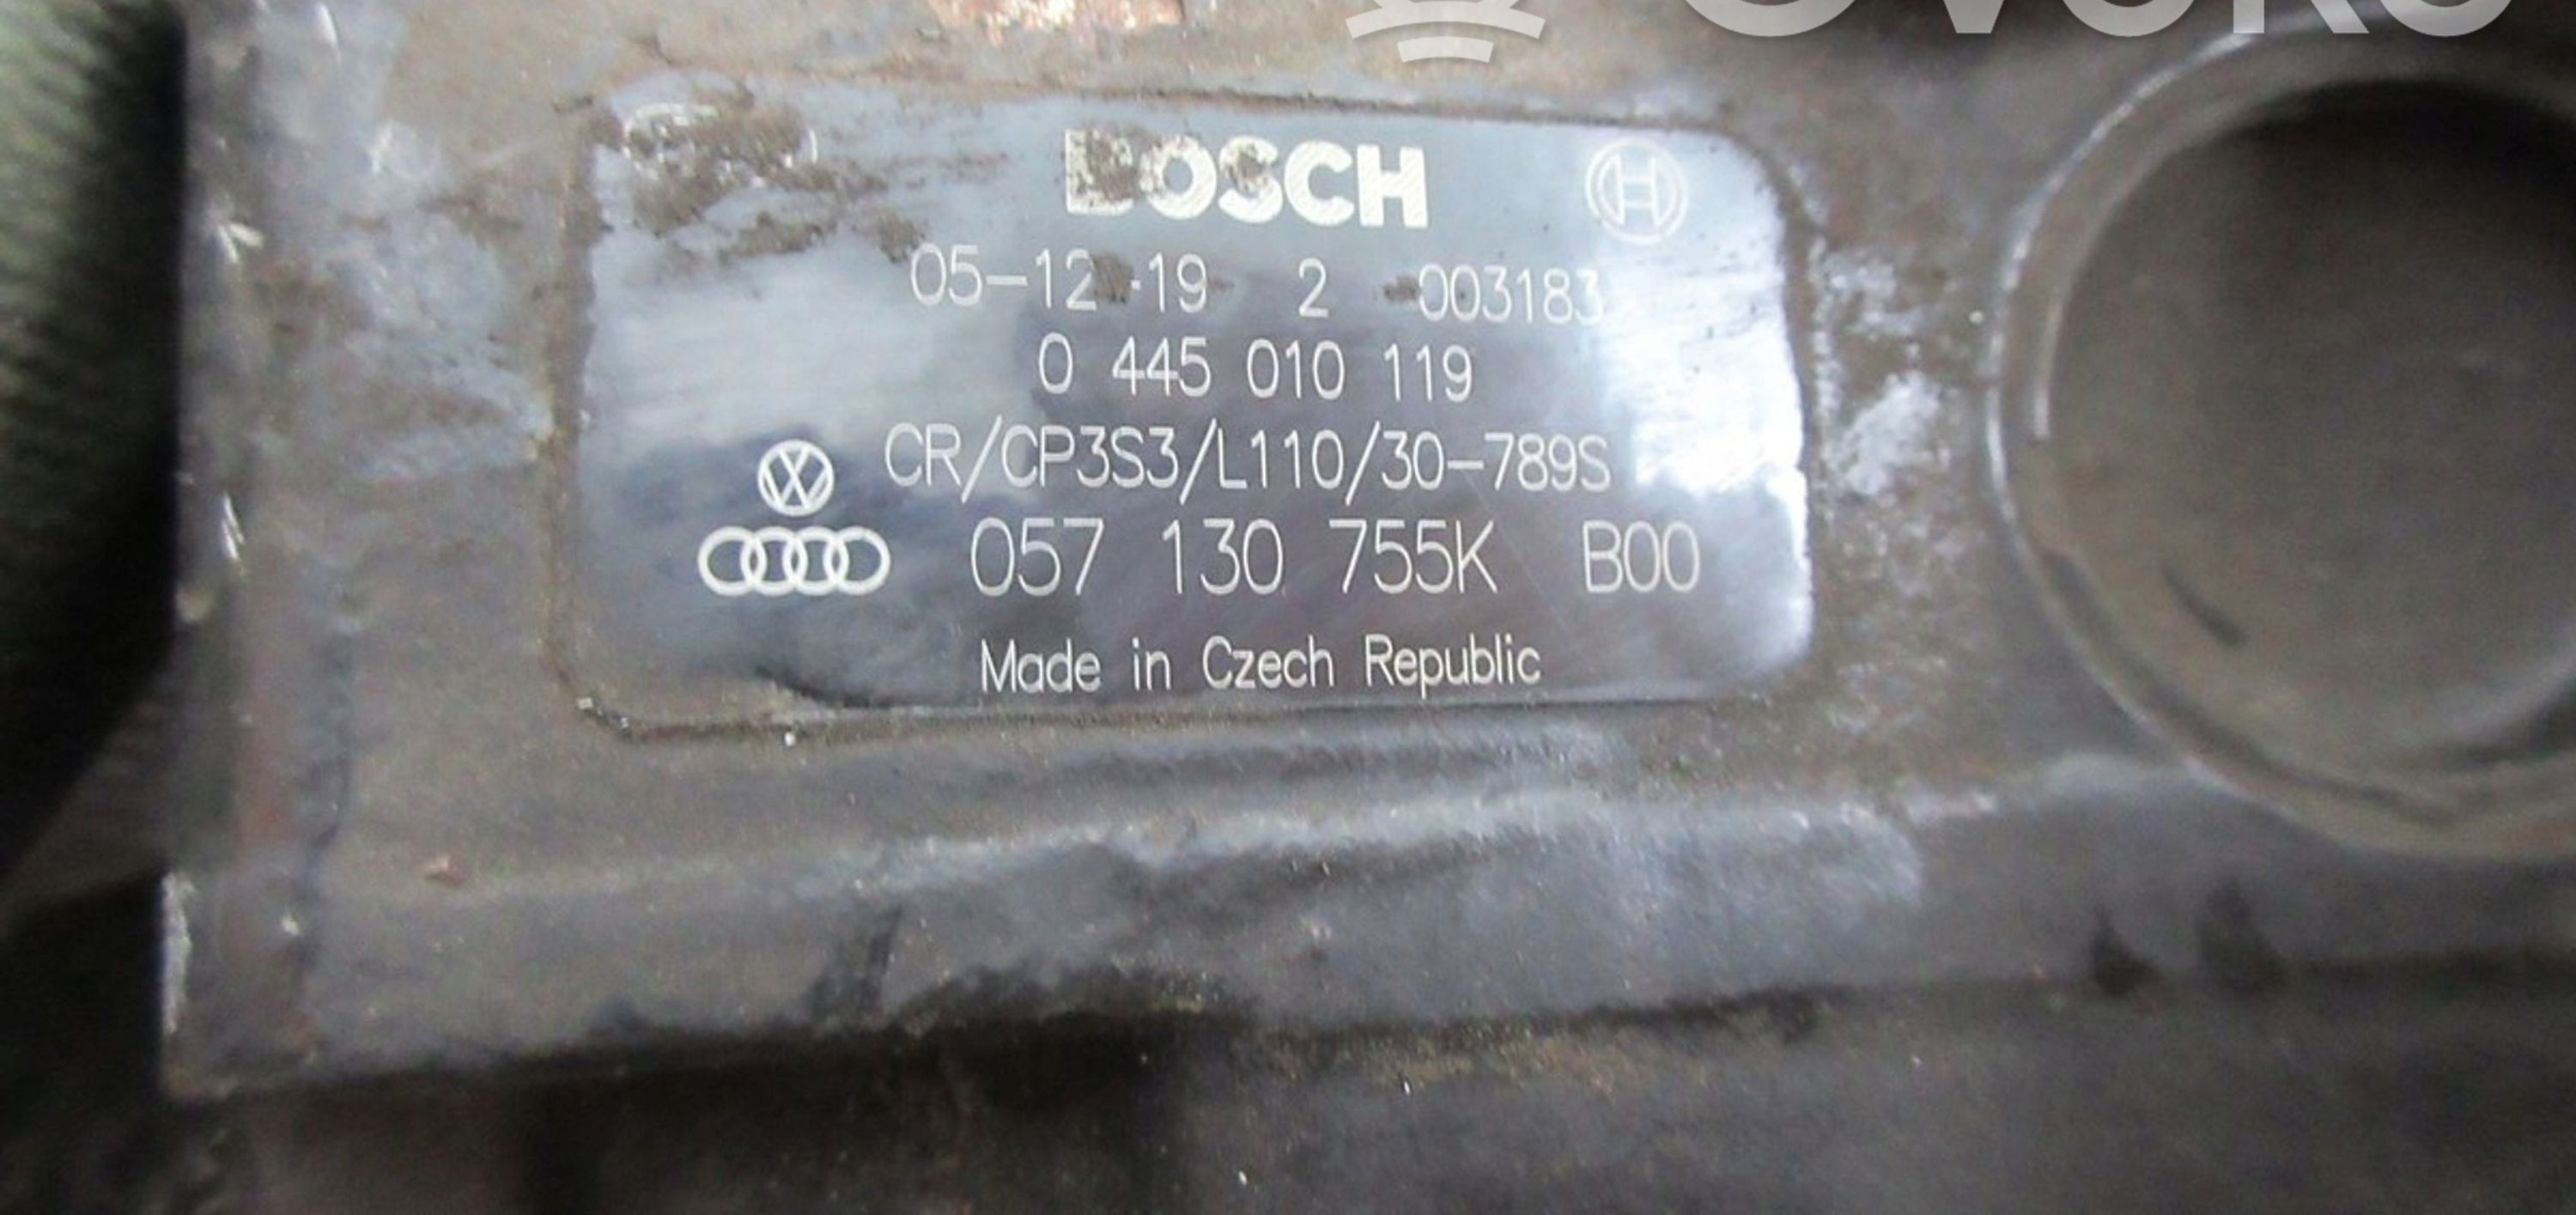 BOSCH
05-12-19 2 003183
0 445 010 119
CR/CP3S3/L110/30-789S
057 130 755K B00
Made in Czech Republic